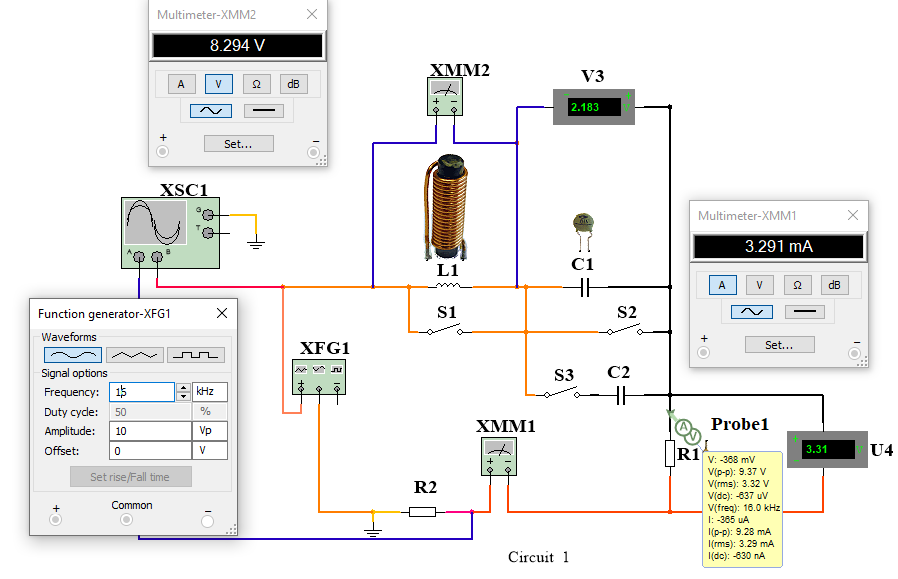 Multimeter-XMM2
8.294 V
A V Ω dB
+ −
Set...
XMM2
+ −
V3
2.183 V
XSC1
G
T
A B
L1
C1
S1
S2
S3
C2
Multimeter-XMM1
3.291 mA
A V Ω dB
+ −
Set...
Function generator-XFG1
Waveforms
Signal options
Frequency: 15 kHz
Duty cycle: 50 %
Amplitude: 10 Vp
Offset: 0 V
Set rise/Fall time
+ Common −
XFG1
+ −
XMM1
+ −
R2
R1
A V
Probe1
V: -368 mV
V(p-p): 9.37 V
V(rms): 3.32 V
V(dc): -637 uV
V(freq): 16.0 kHz
I: -365 uA
I(p-p): 9.28 mA
I(rms): 3.29 mA
I(dc): -630 nA
3.31 V
U4
Circuit 1